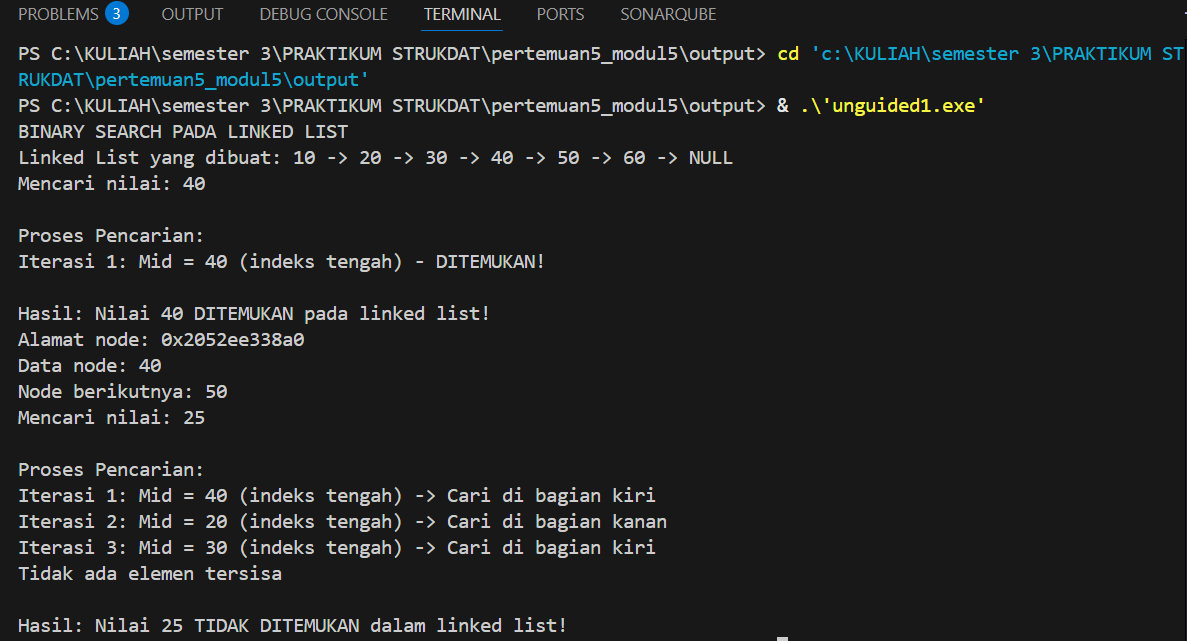 PROBLEMS 3 OUTPUT DEBUG CONSOLE TERMINAL PORTS SONARQUBE
PS C:\KULIAH\semester 3\PRAKTIKUM STRUKDAT\pertemuan5_modul5\output> cd 'c:\KULIAH\semester 3\PRAKTIKUM ST
RUKDAT\pertemuan5_modul5\output'
PS C:\KULIAH\semester 3\PRAKTIKUM STRUKDAT\pertemuan5_modul5\output> & .\'unguided1.exe'
BINARY SEARCH PADA LINKED LIST
Linked List yang dibuat: 10 -> 20 -> 30 -> 40 -> 50 -> 60 -> NULL
Mencari nilai: 40
Proses Pencarian:
Iterasi 1: Mid = 40 (indeks tengah) - DITEMUKAN!
Hasil: Nilai 40 DITEMUKAN pada linked list!
Alamat node: 0x2052ee338a0
Data node: 40
Node berikutnya: 50
Mencari nilai: 25
Proses Pencarian:
Iterasi 1: Mid = 40 (indeks tengah) -> Cari di bagian kiri
Iterasi 2: Mid = 20 (indeks tengah) -> Cari di bagian kanan
Iterasi 3: Mid = 30 (indeks tengah) -> Cari di bagian kiri
Tidak ada elemen tersisa
Hasil: Nilai 25 TIDAK DITEMUKAN dalam linked list!